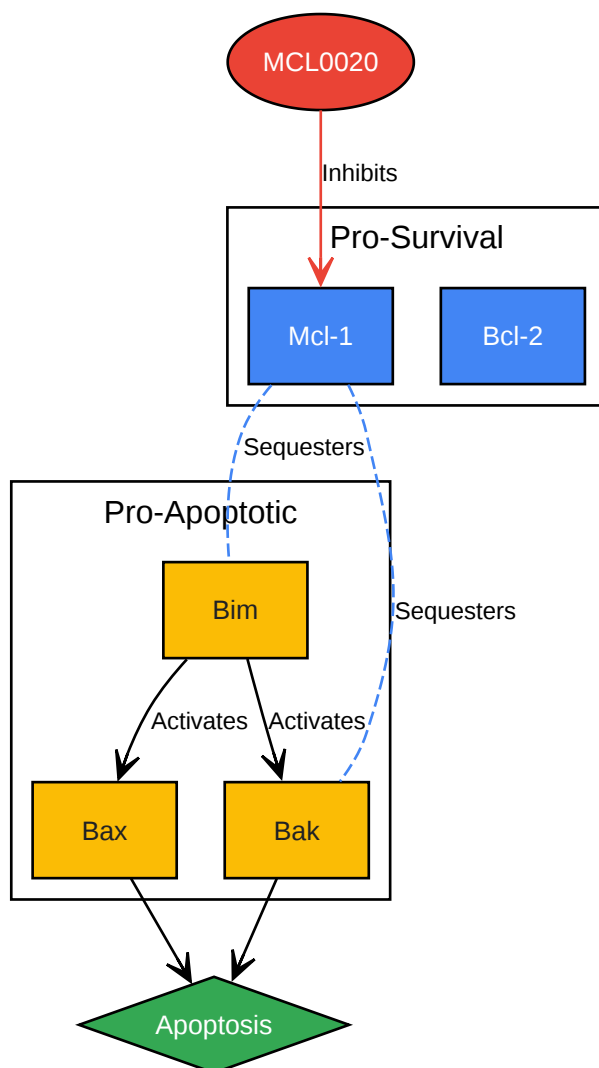 MCL0020
Inhibits
Pro-Survival
Mcl-1
Bcl-2
Sequesters
Pro-Apoptotic
Bim
Sequesters
Activates
Activates
Bax
Bak
Apoptosis